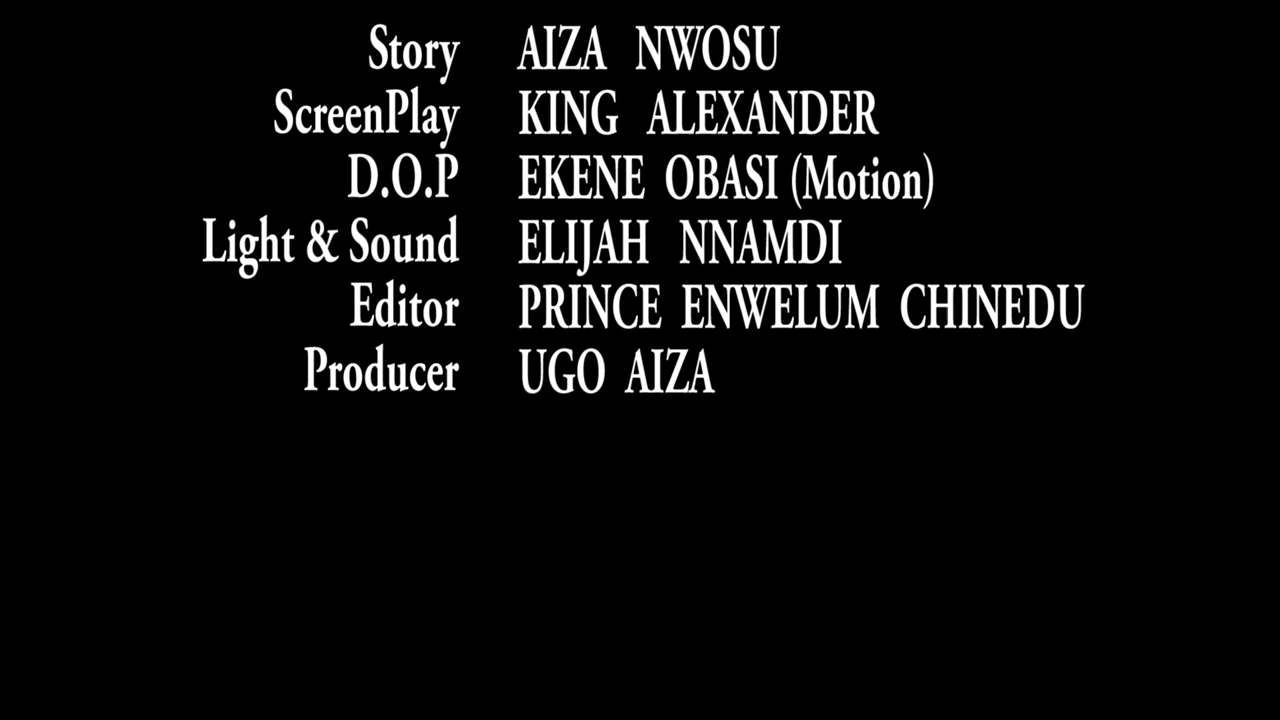 Story AIZA NWOSU
ScreenPlay KING ALEXANDER
D.O.P EKENE OBASI (Motion)
Light & Sound ELIJAH NNAMDI
Editor PRINCE ENWELUM CHINEDU
Producer UGO AIZA